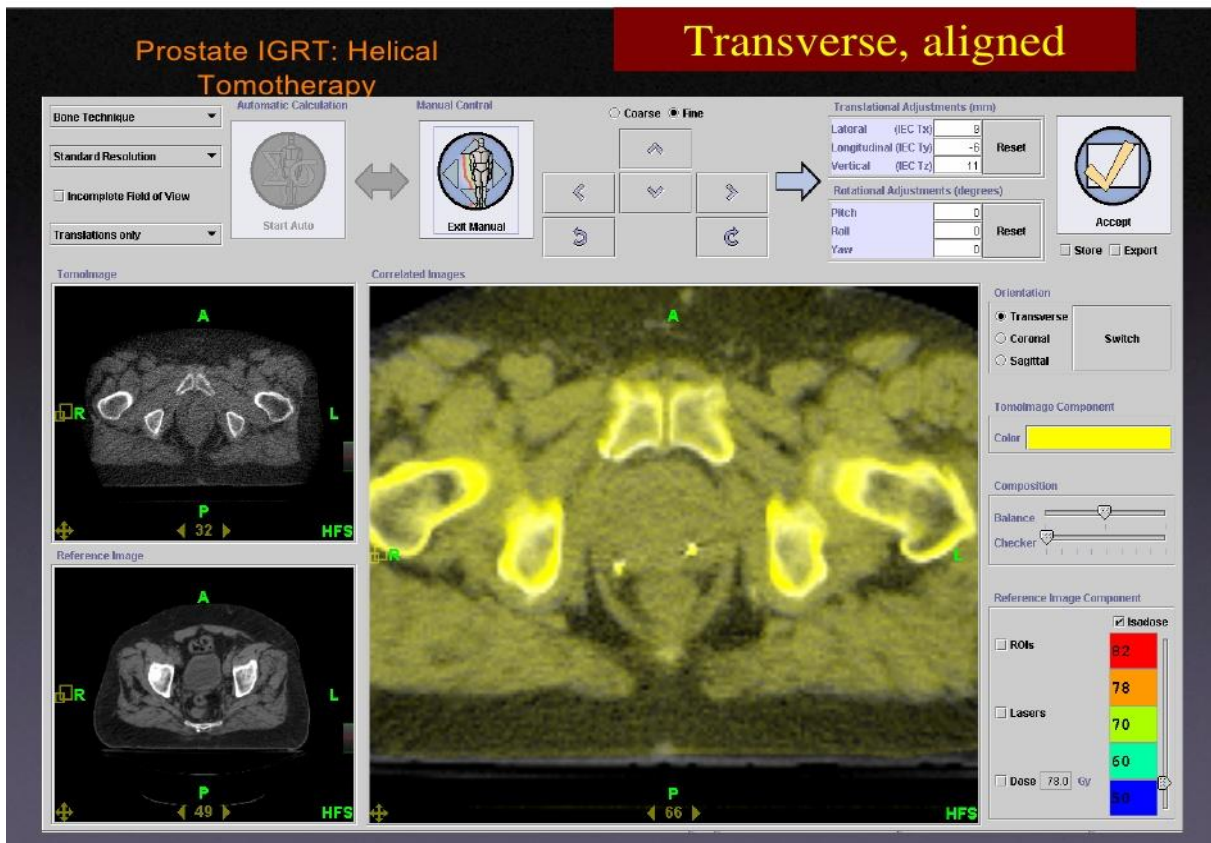 Prostate IGRT: Helical
Tomotherapy
Transverse, aligned
Bone Technique
Standard Resolution
Incomplete Field of View
Translations only
Automatic Calculation
Start Auto
Manual Control
Exit Manual
Coarse Fine
Translational Adjustments (mm)
Lateral (IEC Tx)
Longitudinal (IEC Ty) -6
Vertical (IEC Tz) 11
Reset
Rotational Adjustments (degrees)
Pitch 0
Roll 0
Yaw 0
Reset
Accept
Store Export
TomoImage
A
R
L
P
32
HFS
Reference Image
A
R
L
P
49
HFS
Correlated Images
A
R
L
P
66
HFS
Orientation
Transverse
Coronal
Sagittal
Switch
TomoImage Component
Color
Composition
Balance
Checker
Reference Image Component
Isodose
ROIs
Lasers
Dose 78.0 Gy
82
78
70
60
50